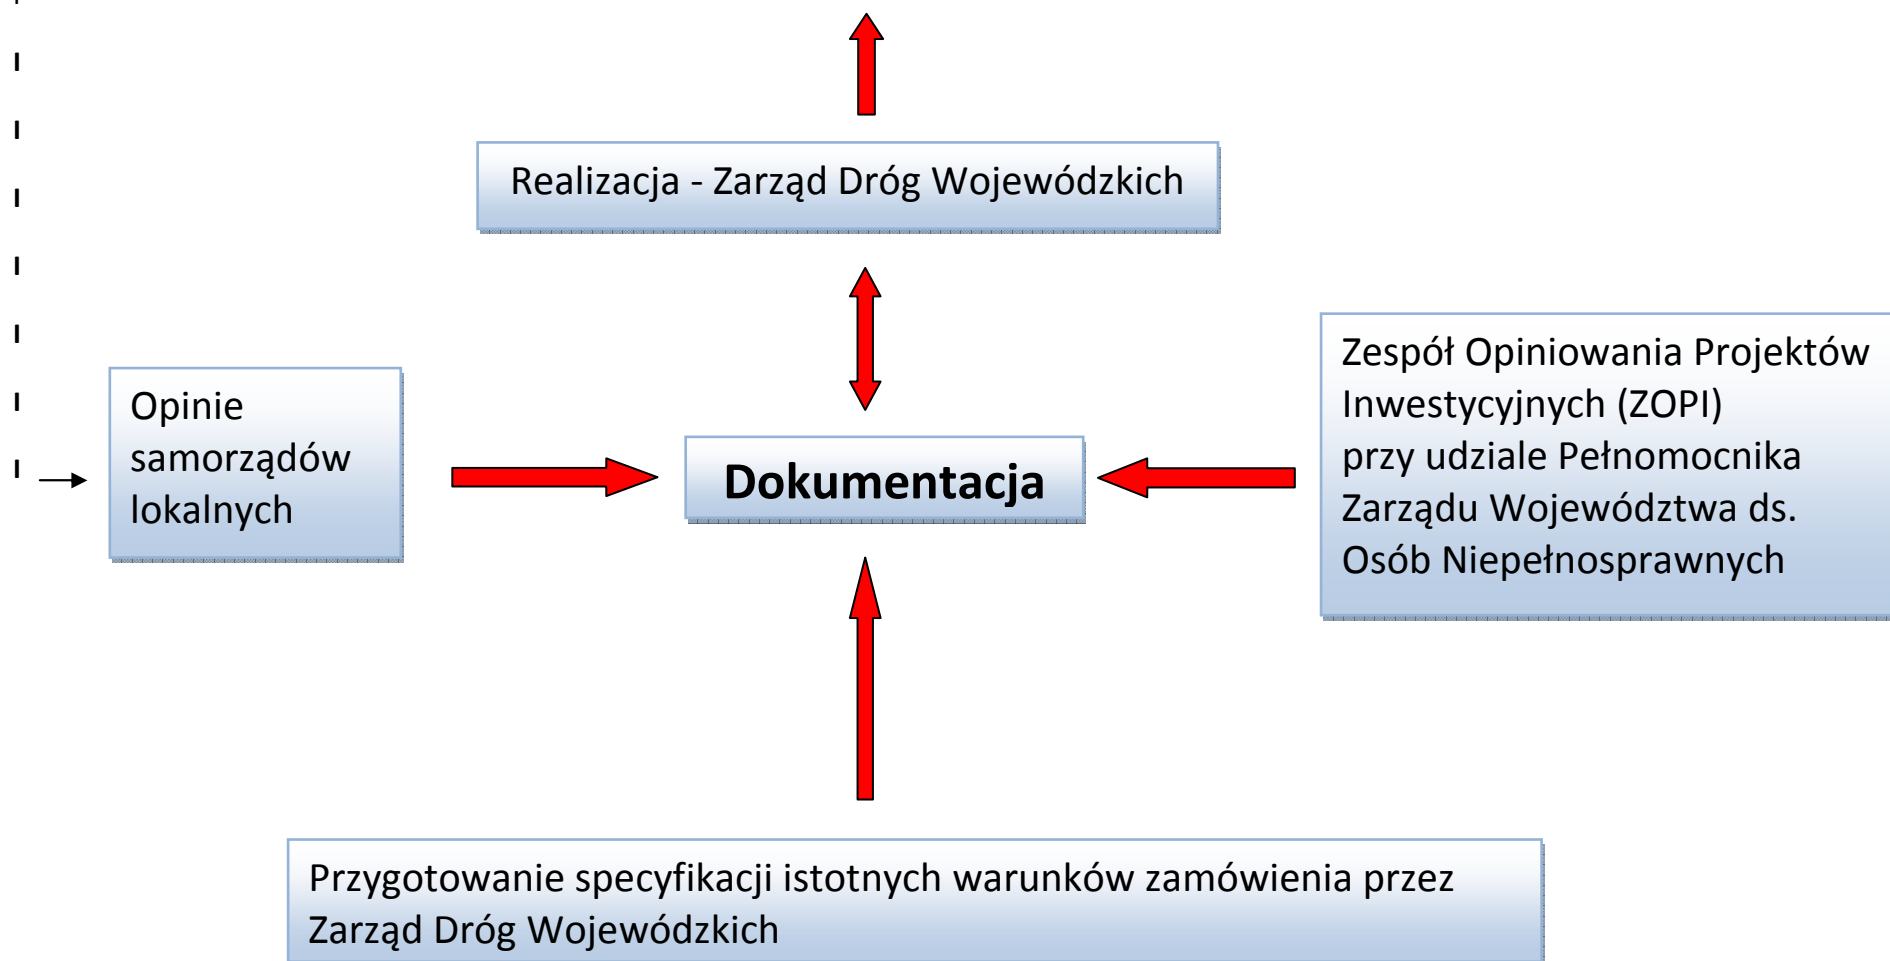 Realizacja - Zarząd Dróg Wojewódzkich
Opinie
samorządów
lokalnych
Dokumentacja
Zespół Opiniowania Projektów
Inwestycyjnych (ZOPI)
przy udziale Pełnomocnika
Zarządu Województwa ds.
Osób Niepełnosprawnych
Przygotowanie specyfikacji istotnych warunków zamówienia przez
Zarząd Dróg Wojewódzkich